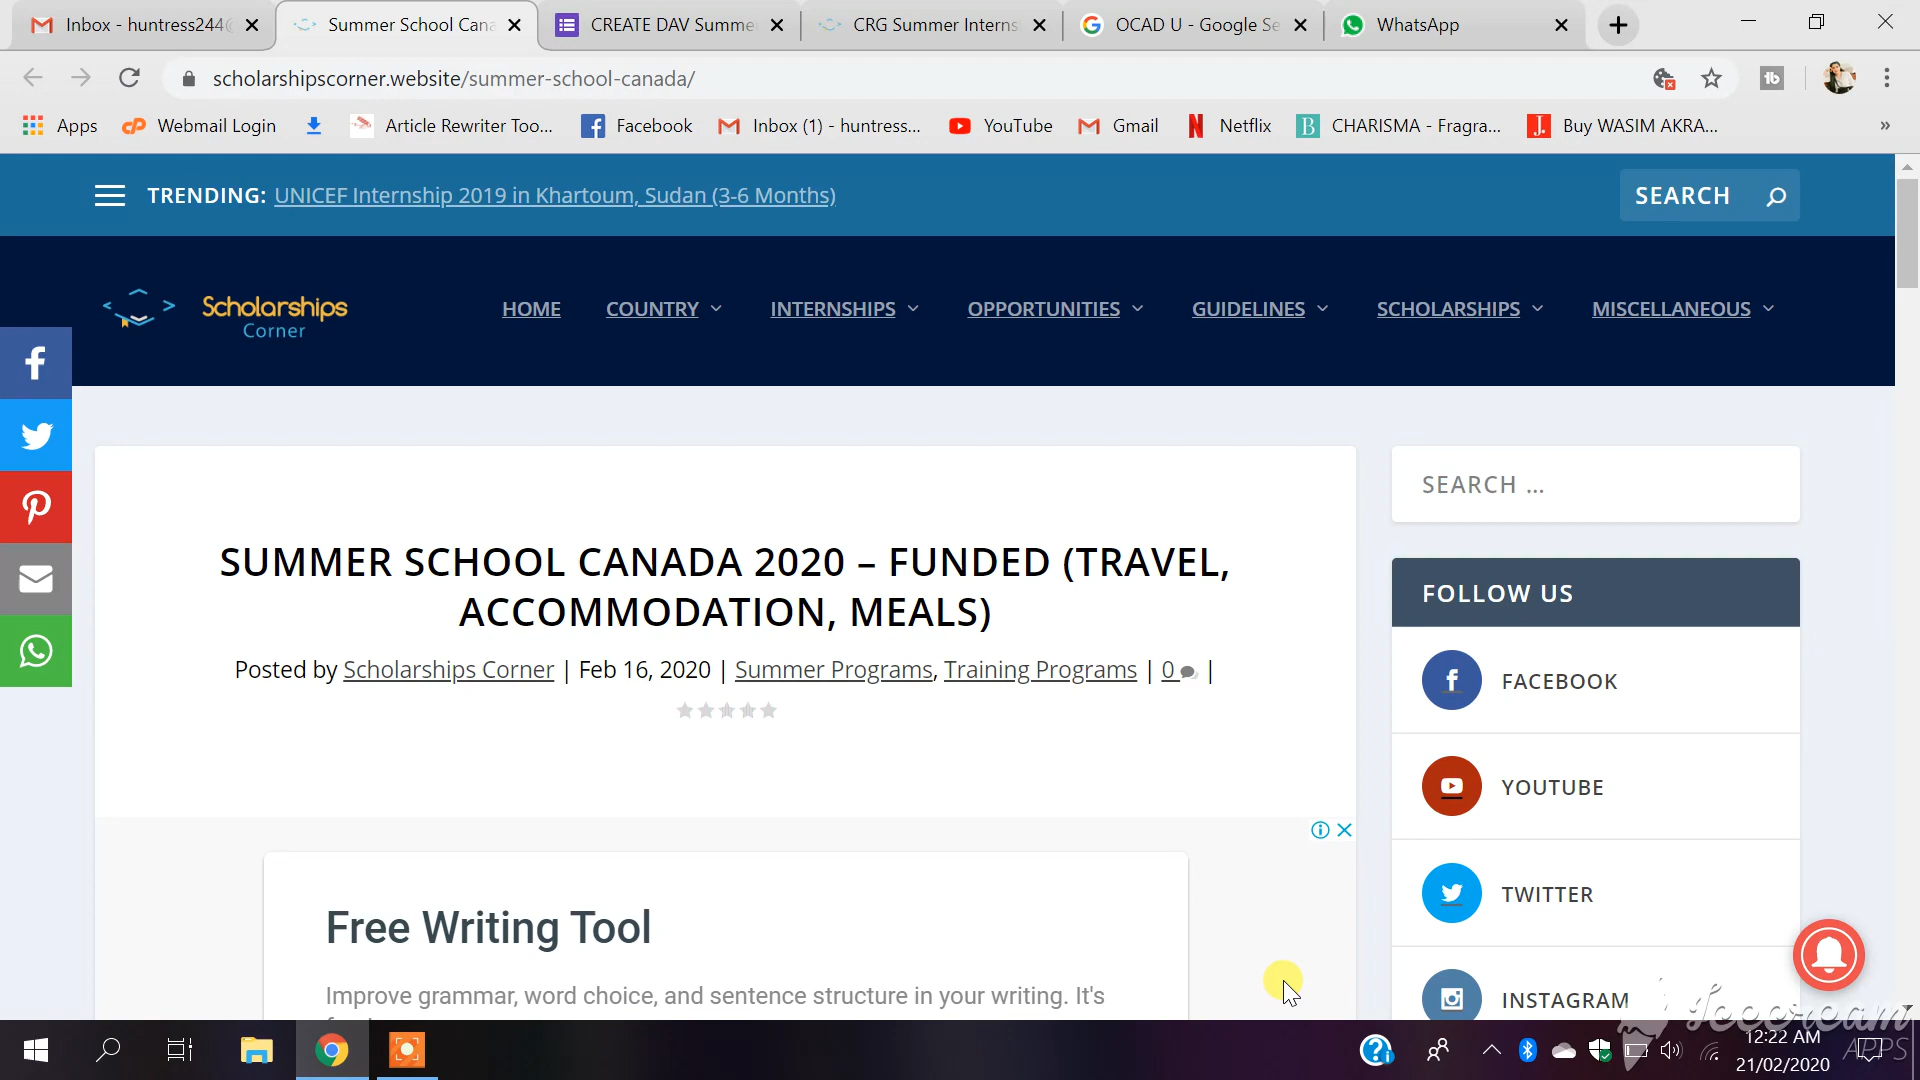 Inbox - huntress244@
Summer School Cana
CREATE DAV Summer
CRG Summer Interns
OCAD U - Google Se
WhatsApp
scholarshipscorner.website/summer-school-canada/
Apps
Webmail Login
Article Rewriter Too...
Facebook
Inbox (1) - huntress...
YouTube
Gmail
Netflix
CHARISMA - Fragra...
Buy WASIM AKRA...
TRENDING: UNICEF Internship 2019 in Khartoum, Sudan (3-6 Months)
SEARCH
Scholarships
Corner
HOME
COUNTRY
INTERNSHIPS
OPPORTUNITIES
GUIDELINES
SCHOLARSHIPS
MISCELLANEOUS
SEARCH ...
SUMMER SCHOOL CANADA 2020 – FUNDED (TRAVEL,
ACCOMMODATION, MEALS)
Posted by Scholarships Corner | Feb 16, 2020 | Summer Programs, Training Programs | 0 |
FOLLOW US
FACEBOOK
YOUTUBE
TWITTER
INSTAGRAM
Free Writing Tool
Improve grammar, word choice, and sentence structure in your writing. It's
Icecream
APPS
12:22 AM
21/02/2020